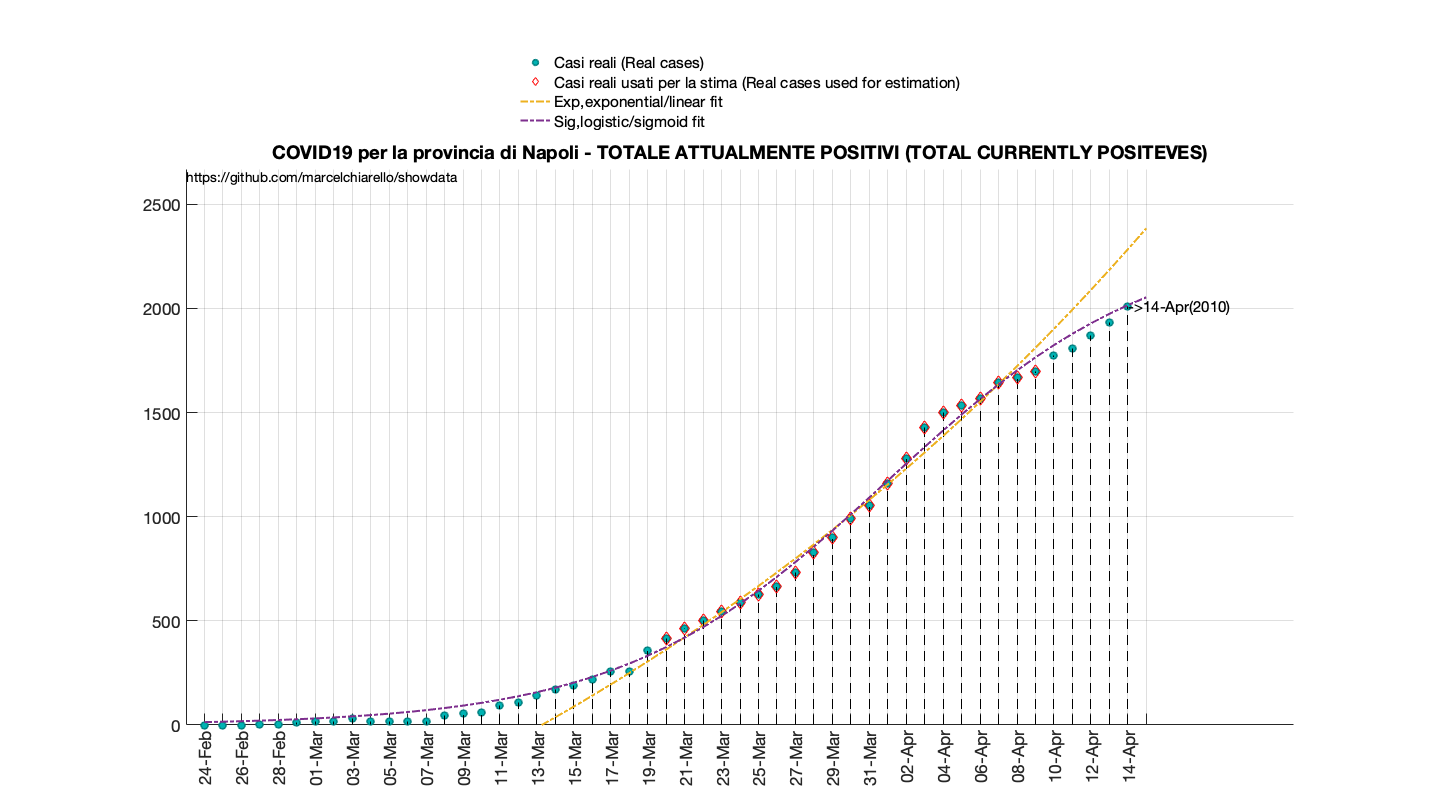 Casi reali (Real cases)
Casi reali usati per la stima (Real cases used for estimation)
Exp,exponential/linear fit
Sig,logistic/sigmoid fit
COVID19 per la provincia di Napoli - TOTALE ATTUALMENTE POSITIVI (TOTAL CURRENTLY POSITEVES)
https://github.com/marcelchiarello/showdata
2500
2000
>14-Apr(2010)
1500
1000
500
0
24-Feb
26-Feb
28-Feb
01-Mar
03-Mar
05-Mar
07-Mar
09-Mar
11-Mar
13-Mar
15-Mar
17-Mar
19-Mar
21-Mar
23-Mar
25-Mar
27-Mar
29-Mar
31-Mar
02-Apr
04-Apr
06-Apr
08-Apr
10-Apr
12-Apr
14-Apr